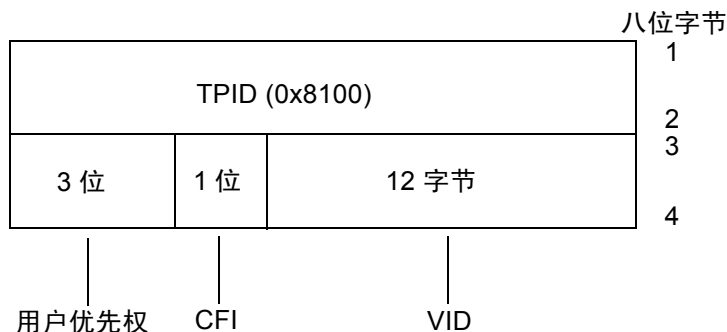 八位字节
1
TPID (0x8100)
2
3
3 位 1 位 12 字节
4
用户优先权 CFI VID